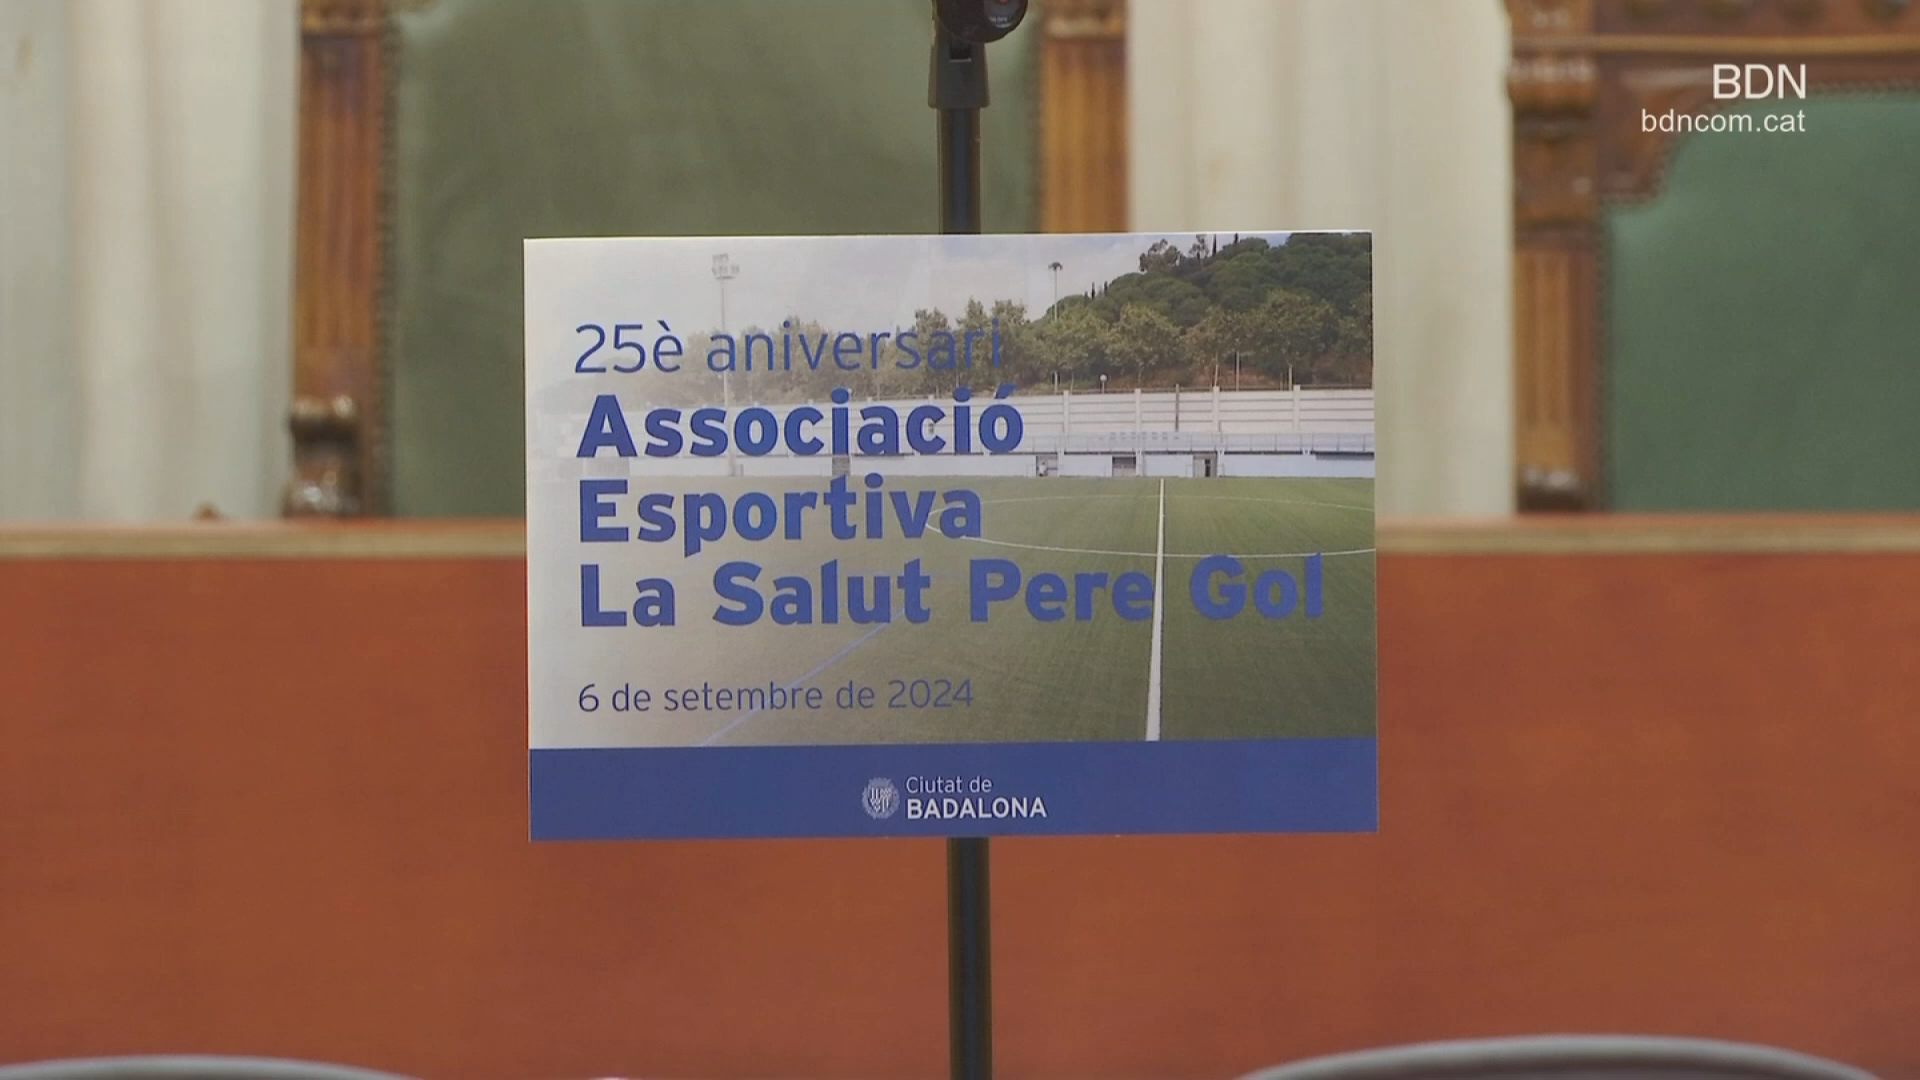 BDN
bdncom.cat
25è aniversari
Associació
Esportiva
La Salut Pere Gol
6 de setembre de 2024
Ciutat de
BADALONA